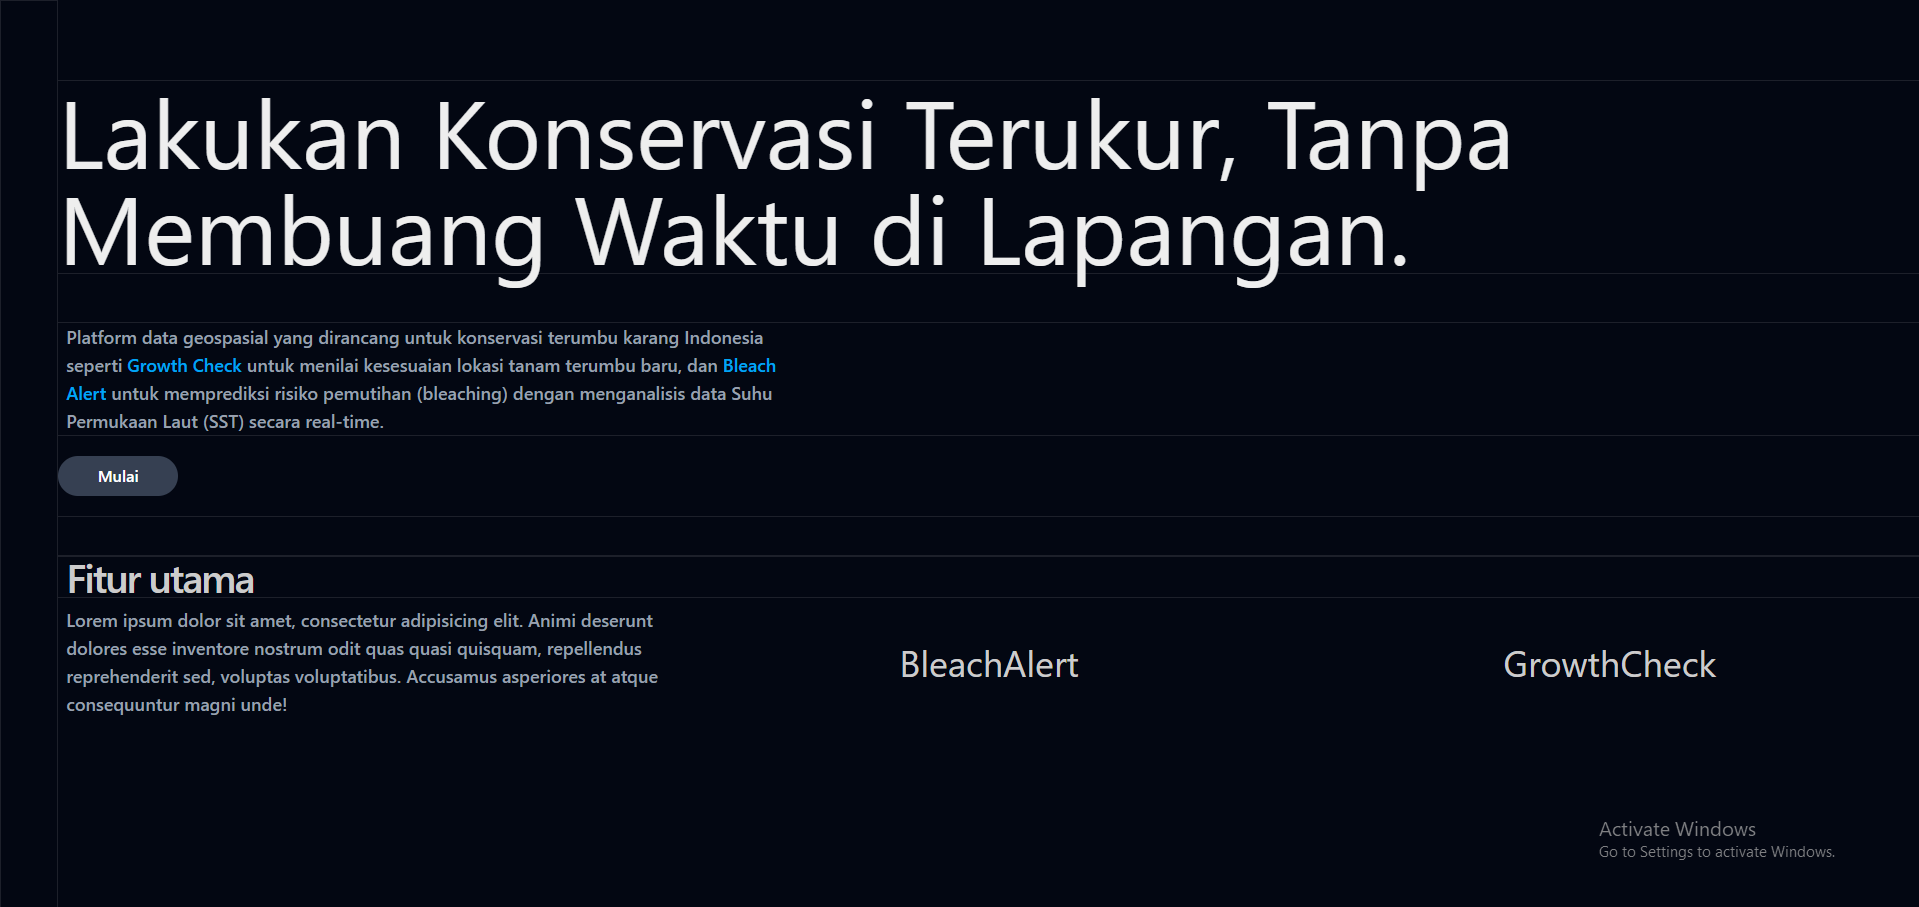 Lakukan Konservasi Terukur, Tanpa
Membuang Waktu di Lapangan.
Platform data geospasial yang dirancang untuk konservasi terumbu karang Indonesia
seperti Growth Check untuk menilai kesesuaian lokasi tanam terumbu baru, dan Bleach
Alert untuk memprediksi risiko pemutihan (bleaching) dengan menganalisis data Suhu
Permukaan Laut (SST) secara real-time.
Mulai
Fitur utama
Lorem ipsum dolor sit amet, consectetur adipisicing elit. Animi deserunt
dolores esse inventore nostrum odit quas quasi quisquam, repellendus
reprehenderit sed, voluptas voluptatibus. Accusamus asperiores at atque
consequuntur magni unde!
BleachAlert
GrowthCheck
Activate Windows
Go to Settings to activate Windows.